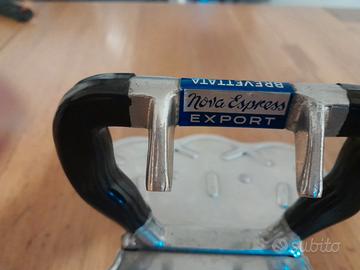 BREVETTATA
Nova Express
EXPORT
subito